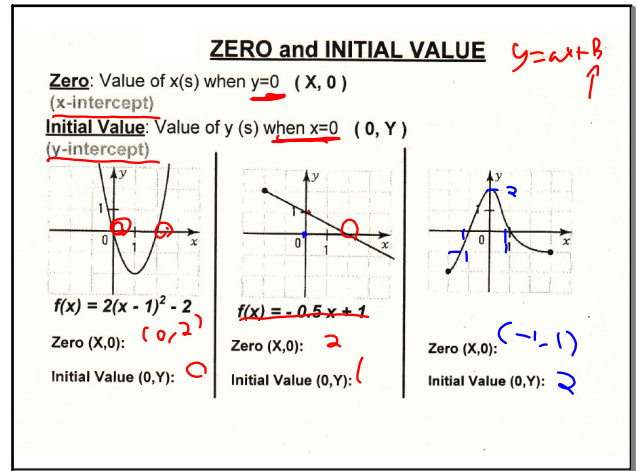 ZERO and INITIAL VALUE y=ax+B
Zero: Value of x(s) when y=0 ( X, 0 )
(x-intercept)
Initial Value: Value of y (s) when x=0 ( 0, Y )
(y-intercept)
y y y 2
1 1 1
0 1 x 0 1 x -1 0 1 x
f(x) = 2(x - 1)² - 2 f(x) = - 0.5 x + 1
Zero (X,0): (0,2) Zero (X,0): 2 Zero (X,0): (-1,1)
Initial Value (0,Y): 0 Initial Value (0,Y): 1 Initial Value (0,Y): 2